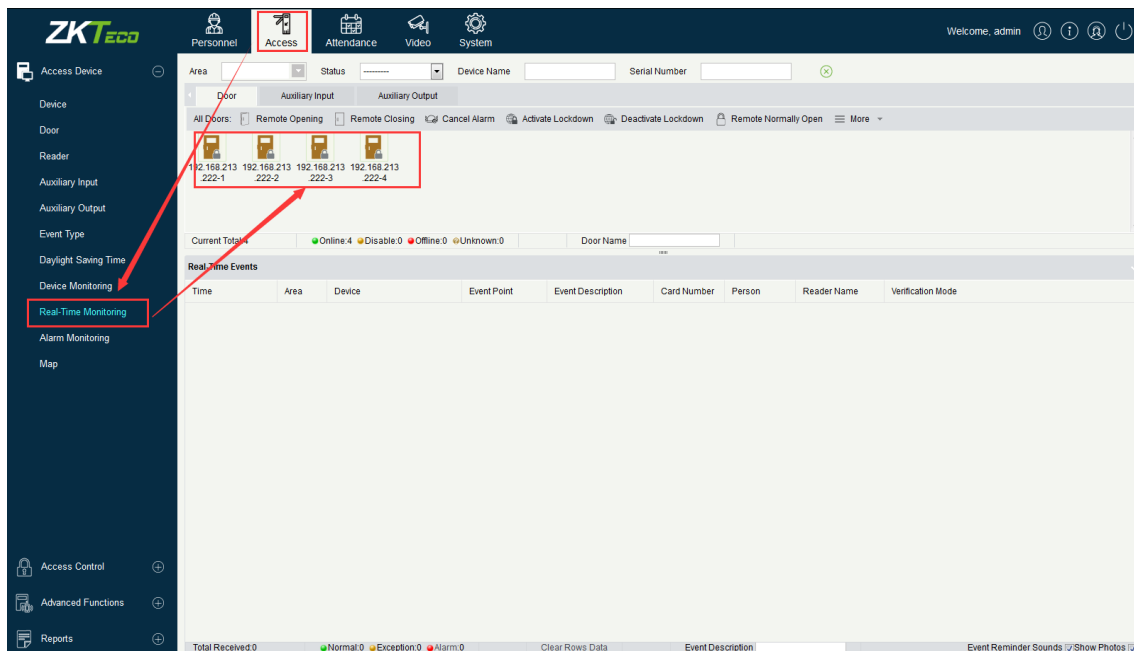 ZKTECO
Personnel Access Attendance Video System
Welcome, admin
Access Device
Device
Door
Reader
Auxiliary Input
Auxiliary Output
Event Type
Daylight Saving Time
Device Monitoring
Real-Time Monitoring
Alarm Monitoring
Map
Access Control
Advanced Functions
Reports
Area Status --------- Device Name Serial Number
Door Auxiliary Input Auxiliary Output
All Doors: Remote Opening Remote Closing Cancel Alarm Activate Lockdown Deactivate Lockdown Remote Normally Open More
192.168.213 192.168.213 192.168.213 192.168.213
.222-1 .222-2 .222-3 .222-4
Current Total:4 Online:4 Disable:0 Offline:0 Unknown:0 Door Name
Real-Time Events
Time Area Device Event Point Event Description Card Number Person Reader Name Verification Mode
Total Received:0 Normal:0 Exception:0 Alarm:0 Clear Rows Data Event Description Event Reminder Sounds Show Photos